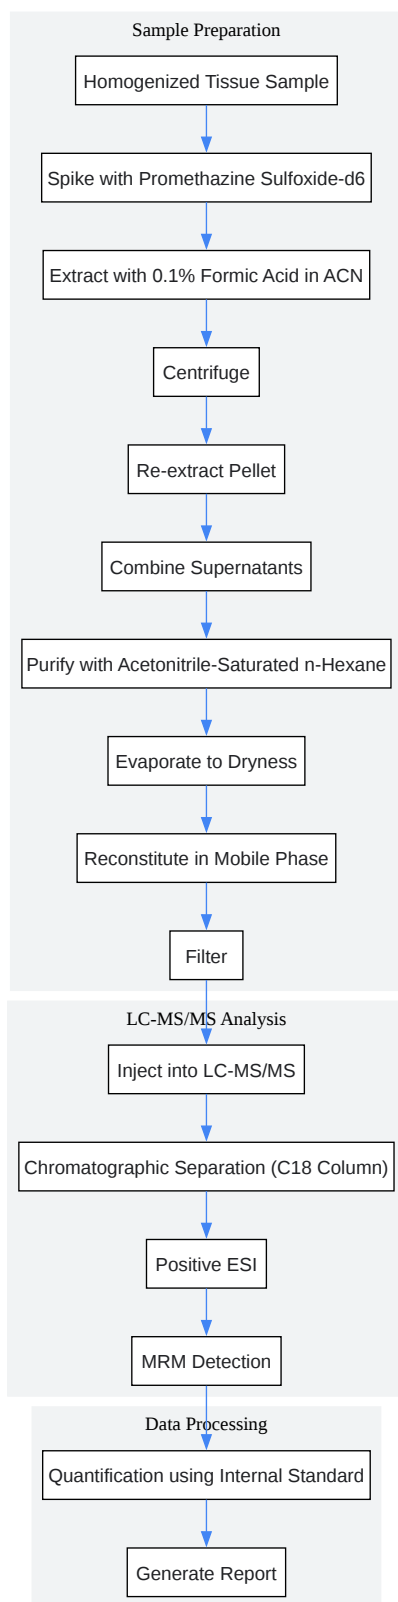 Sample Preparation
Homogenized Tissue Sample
Spike with Promethazine Sulfoxide-d6
Extract with 0.1% Formic Acid in ACN
Centrifuge
Re-extract Pellet
Combine Supernatants
Purify with Acetonitrile-Saturated n-Hexane
Evaporate to Dryness
Reconstitute in Mobile Phase
Filter
LC-MS/MS Analysis
Inject into LC-MS/MS
Chromatographic Separation (C18 Column)
Positive ESI
MRM Detection
Data Processing
Quantification using Internal Standard
Generate Report